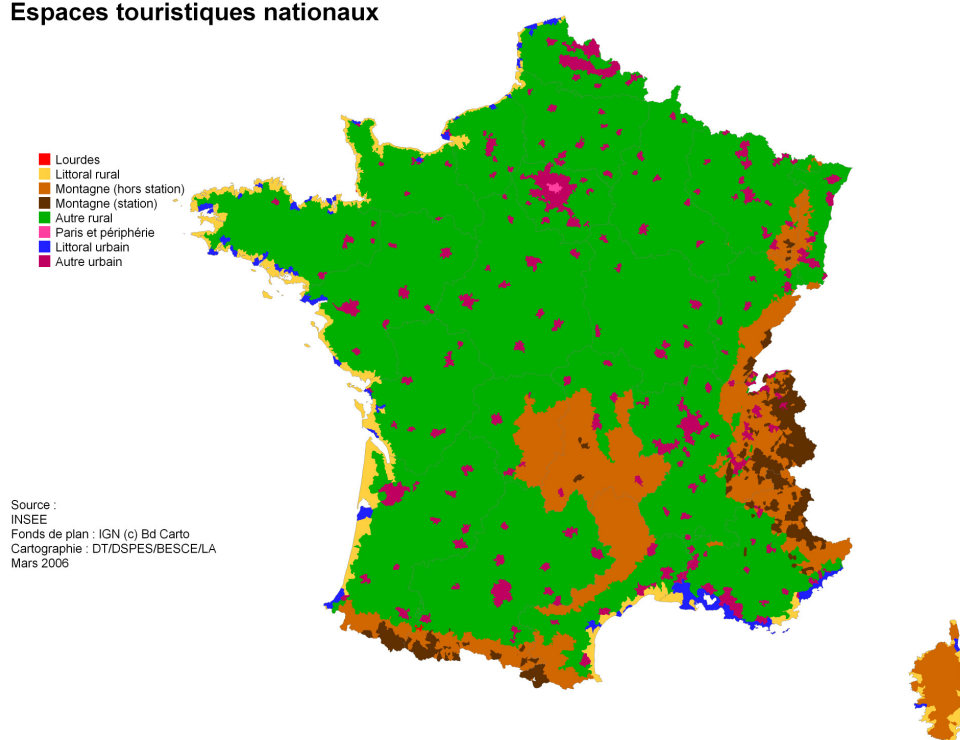 Espaces touristiques nationaux
Lourdes
Littoral rural
Montagne (hors station)
Montagne (station)
Autre rural
Paris et périphérie
Littoral urbain
Autre urbain
Source :
INSEE
Fonds de plan : IGN (c) Bd Carto
Cartographie : DT/DSPES/BESCE/LA
Mars 2006